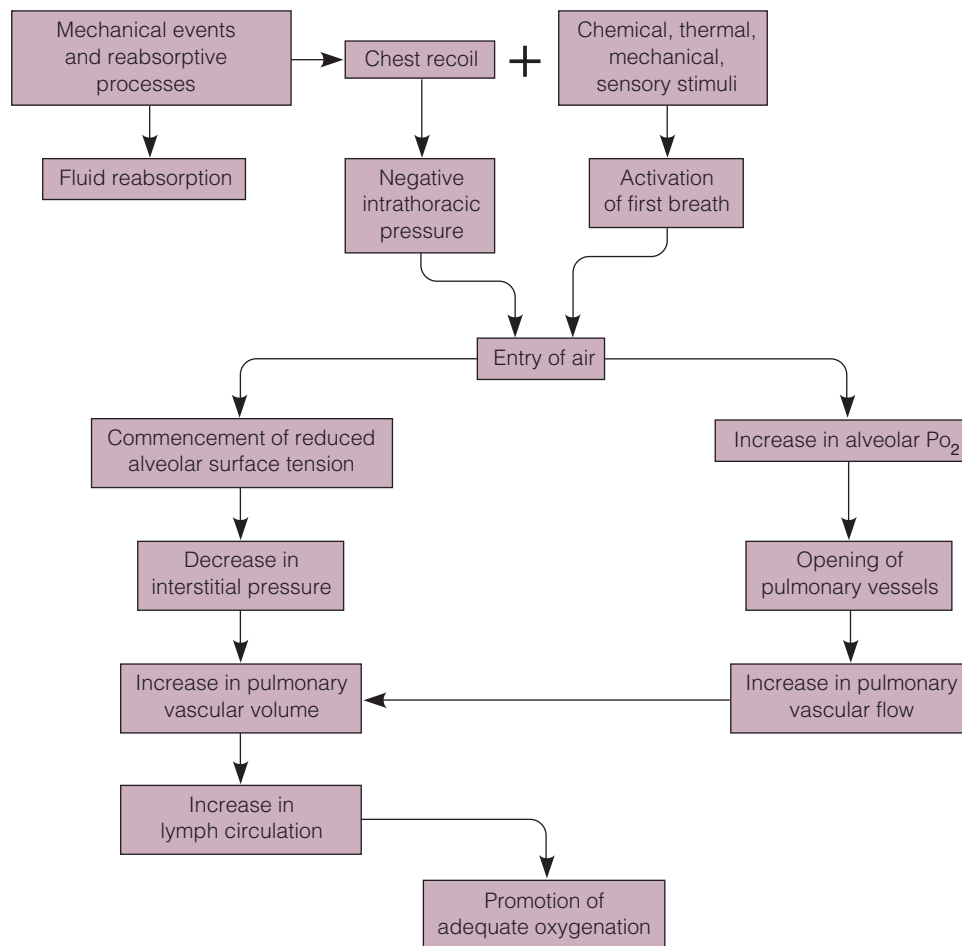 Mechanical events
and reabsorptive
processes
Chest recoil
+
Chemical, thermal,
mechanical,
sensory stimuli
Fluid reabsorption
Negative
intrathoracic
pressure
Activation
of first breath
Entry of air
Commencement of reduced
alveolar surface tension
Increase in alveolar Po₂
Decrease in
interstitial pressure
Opening of
pulmonary vessels
Increase in pulmonary
vascular volume
Increase in pulmonary
vascular flow
Increase in
lymph circulation
Promotion of
adequate oxygenation